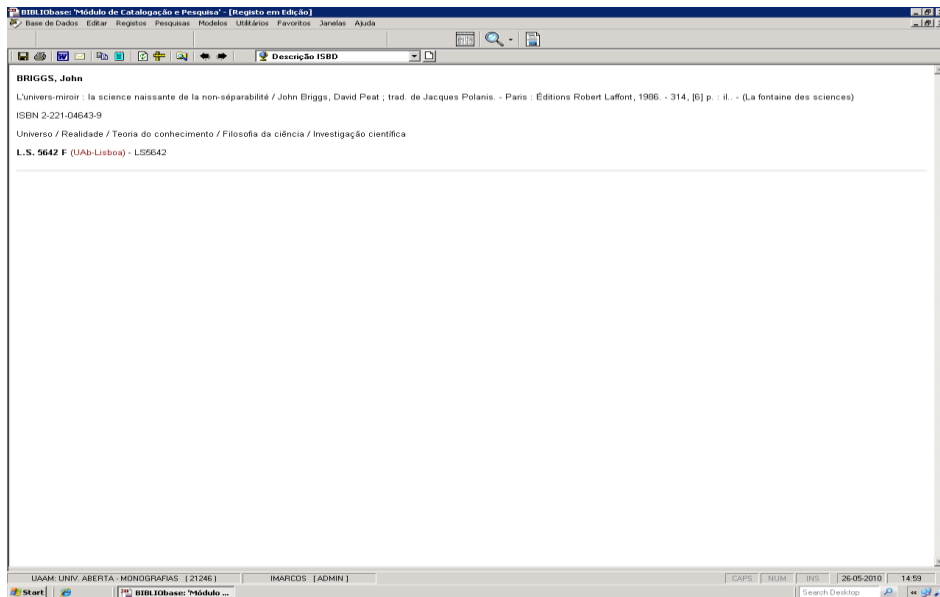 BIBLIObase: 'Módulo de Catalogação e Pesquisa' - [Registo em Edição]
Base de Dados Editar Registos Pesquisas Modelos Utilitários Favoritos Janelas Ajuda
Descrição ISBD
BRIGGS, John
L'univers-miroir : la science naissante de la non-séparabilité / John Briggs, David Peat ; trad. de Jacques Polanis. - Paris : Éditions Robert Laffont, 1986. - 314, [6] p. : il.. - (La fontaine des sciences)
ISBN 2-221-04643-9
Universo / Realidade / Teoria do conhecimento / Filosofia da ciência / Investigação científica
L.S. 5642 F (UAb-Lisboa) - LS5642
UAAM: UNIV. ABERTA - MONOGRAFIAS [21246] IMARCOS [ADMIN] CAPS NUM INS 26-05-2010 14:59
Start BIBLIObase: 'Módulo ... Search Desktop